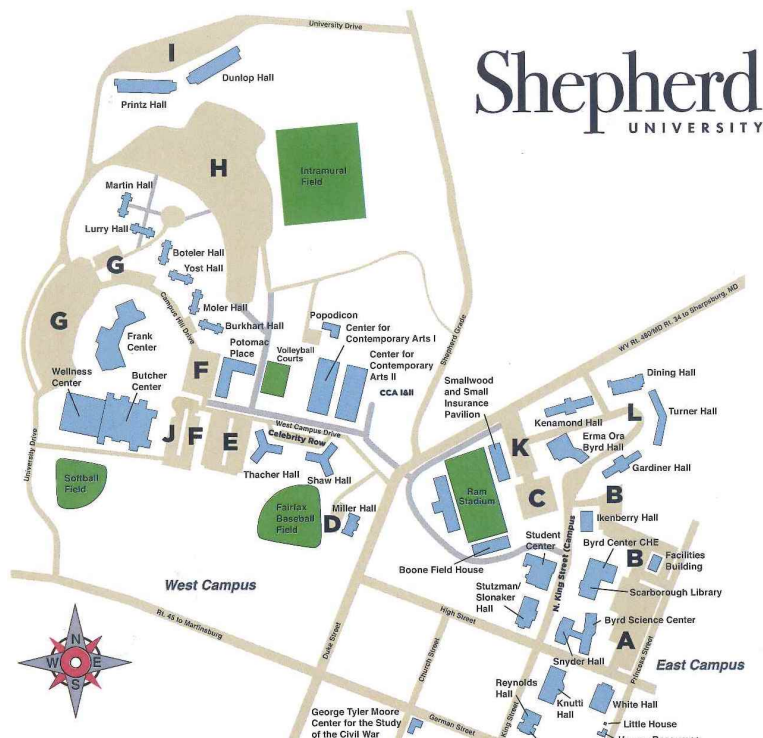 University Drive
I
Dunlop Hall
Printz Hall
Shepherd
UNIVERSITY
H
Intramural
Field
Martin Hall
Lurry Hall
Boteler Hall
G
Yost Hall
Campus Hill Drive
Moler Hall
Burkhart Hall
G
Frank
Center
Potomac
Place
Volleyball
Courts
Popodicon
Center for
Contemporary Arts I
Center for
Contemporary
Arts II
CCA I&II
Shepherd Grade
WV Rt. 480/MD Rt. 34 to Sharpsburg, MD
Wellness
Center
Butcher
Center
F
Smallwood
and Small
Insurance
Pavilion
Dining Hall
L
Turner Hall
Kenamond Hall
Erma Ora
Byrd Hall
Gardiner Hall
J
F
E
West Campus Drive
Celebrity Row
Thacher Hall
Shaw Hall
K
C
B
University Drive
Softball
Field
Fairfax
Baseball
Field
D
Miller Hall
Ram
Stadium
Boone Field House
Student
Center
N. King Street (Campus
Ikenberry Hall
Byrd Center CHE
B
Facilities
Building
Scarborough Library
Stutzman/
Slonaker
Hall
Byrd Science Center
A
Snyder Hall
Princess Street
East Campus
West Campus
High Street
N
W
E
S
Rt. 45 to Martinsburg
Duke Street
Church Street
Reynolds
Hall
King Street
Knutti
Hall
White Hall
Little House
George Tyler Moore
Center for the Study
of the Civil War
German Street